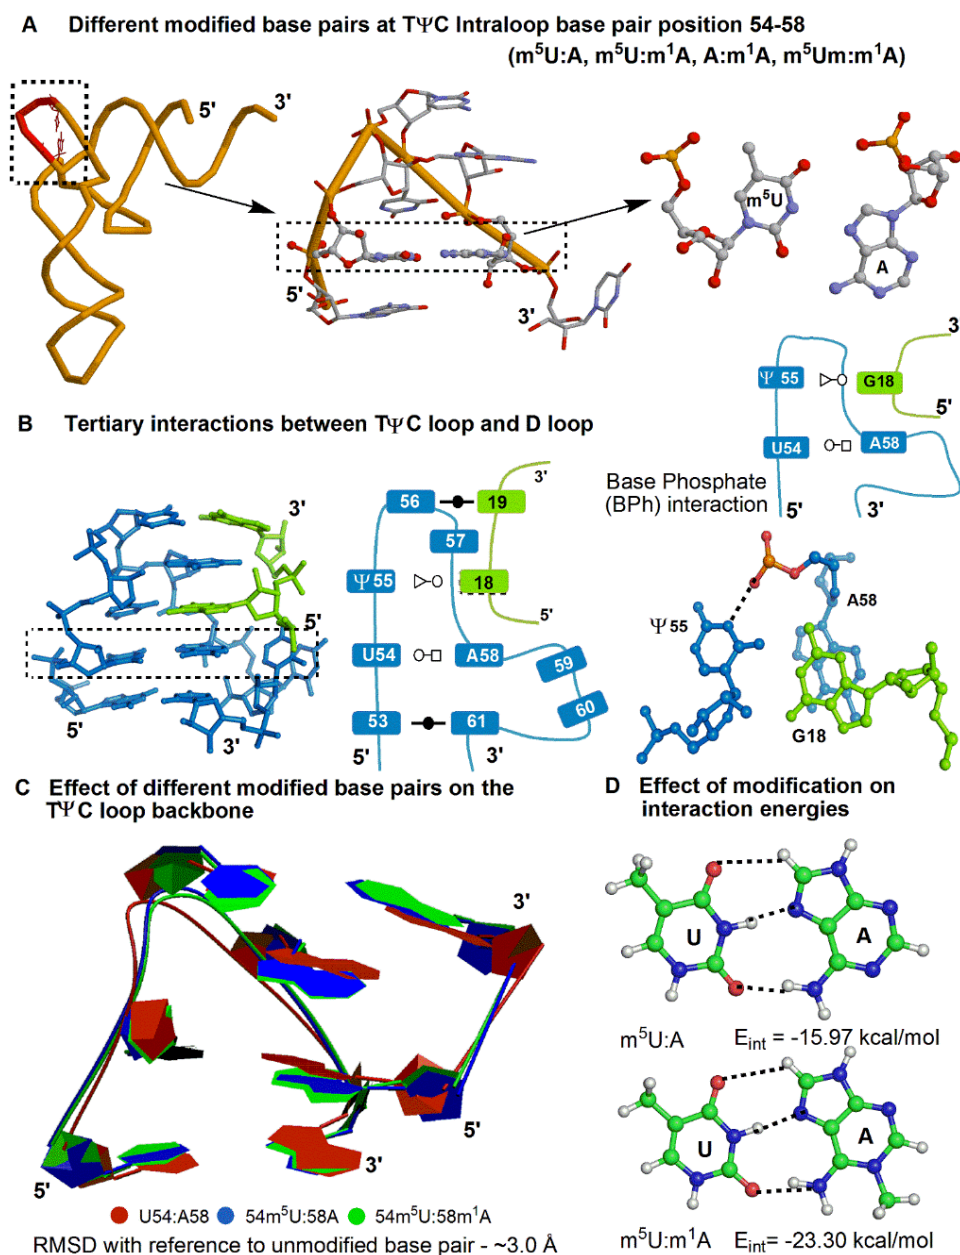 A Different modified base pairs at TΨC Intraloop base pair position 54-58
(m⁵U:A, m⁵U:m¹A, A:m¹A, m⁵Um:m¹A)
5' 3'
m⁵U
A
5'
3'
3'
Ψ 55 G18
5'
U54 A58
Base Phosphate
(BPh) interaction
5' 3'
B Tertiary interactions between TΨC loop and D loop
3'
56 19
3'
57
Ψ 55 18
5'
5'
U54 A58
59
60
53 61
5' 3'
5'
3'
A58
Ψ 55
G18
C Effect of different modified base pairs on the
TΨC loop backbone
3'
5'
3'
5'
U54:A58 54m⁵U:58A 54m⁵U:58m¹A
RMSD with reference to unmodified base pair - ~3.0 Å
D Effect of modification on
interaction energies
U A
m⁵U:A E_int = -15.97 kcal/mol
U A
m⁵U:m¹A E_int= -23.30 kcal/mol